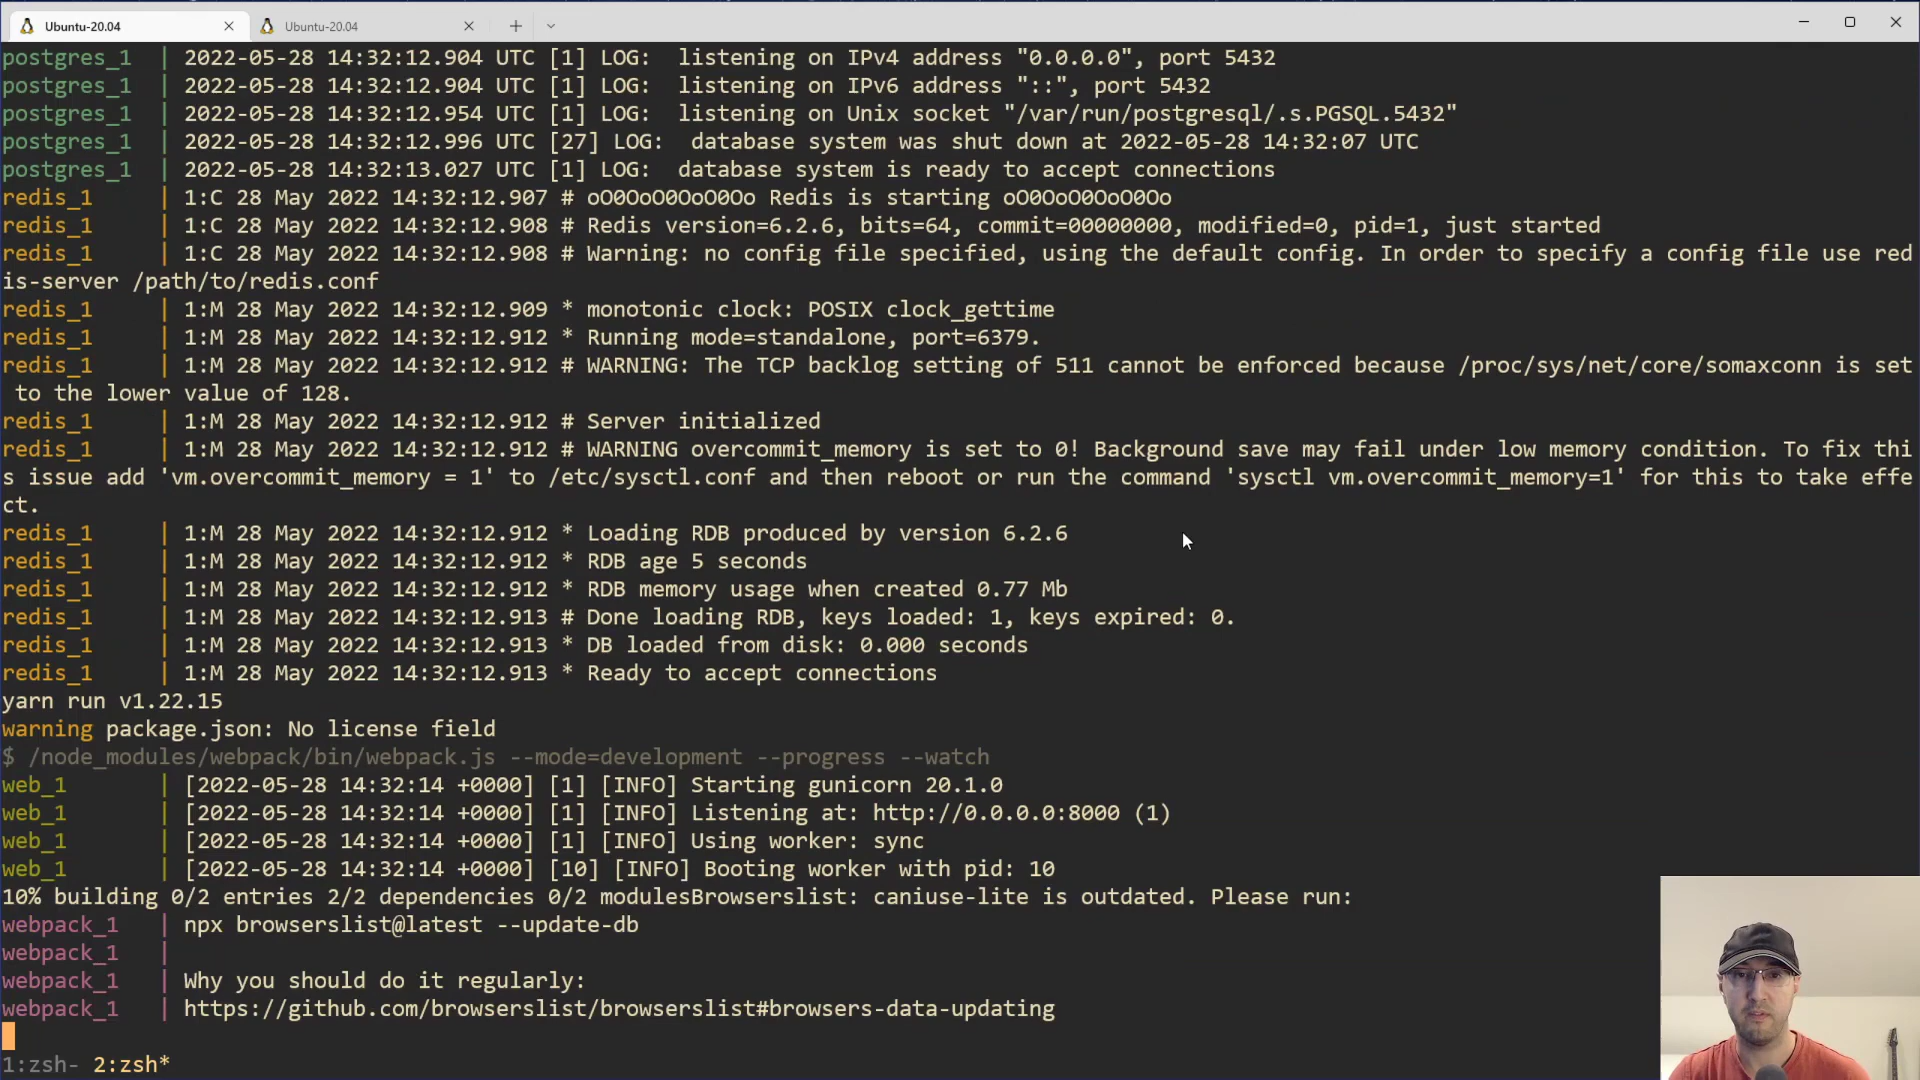 Ubuntu-20.04 Ubuntu-20.04
postgres_1 | 2022-05-28 14:32:12.904 UTC [1] LOG: listening on IPv4 address "0.0.0.0", port 5432
postgres_1 | 2022-05-28 14:32:12.904 UTC [1] LOG: listening on IPv6 address "::", port 5432
postgres_1 | 2022-05-28 14:32:12.954 UTC [1] LOG: listening on Unix socket "/var/run/postgresql/.s.PGSQL.5432"
postgres_1 | 2022-05-28 14:32:12.996 UTC [27] LOG: database system was shut down at 2022-05-28 14:32:07 UTC
postgres_1 | 2022-05-28 14:32:13.027 UTC [1] LOG: database system is ready to accept connections
redis_1 | 1:C 28 May 2022 14:32:12.907 # oO0OoO0OoO0Oo Redis is starting oO0OoO0OoO0Oo
redis_1 | 1:C 28 May 2022 14:32:12.908 # Redis version=6.2.6, bits=64, commit=00000000, modified=0, pid=1, just started
redis_1 | 1:C 28 May 2022 14:32:12.908 # Warning: no config file specified, using the default config. In order to specify a config file use red
is-server /path/to/redis.conf
redis_1 | 1:M 28 May 2022 14:32:12.909 * monotonic clock: POSIX clock_gettime
redis_1 | 1:M 28 May 2022 14:32:12.912 * Running mode=standalone, port=6379.
redis_1 | 1:M 28 May 2022 14:32:12.912 # WARNING: The TCP backlog setting of 511 cannot be enforced because /proc/sys/net/core/somaxconn is set
to the lower value of 128.
redis_1 | 1:M 28 May 2022 14:32:12.912 # Server initialized
redis_1 | 1:M 28 May 2022 14:32:12.912 # WARNING overcommit_memory is set to 0! Background save may fail under low memory condition. To fix thi
s issue add 'vm.overcommit_memory = 1' to /etc/sysctl.conf and then reboot or run the command 'sysctl vm.overcommit_memory=1' for this to take effe
ct.
redis_1 | 1:M 28 May 2022 14:32:12.912 * Loading RDB produced by version 6.2.6
redis_1 | 1:M 28 May 2022 14:32:12.912 * RDB age 5 seconds
redis_1 | 1:M 28 May 2022 14:32:12.912 * RDB memory usage when created 0.77 Mb
redis_1 | 1:M 28 May 2022 14:32:12.913 # Done loading RDB, keys loaded: 1, keys expired: 0.
redis_1 | 1:M 28 May 2022 14:32:12.913 * DB loaded from disk: 0.000 seconds
redis_1 | 1:M 28 May 2022 14:32:12.913 * Ready to accept connections
yarn run v1.22.15
warning package.json: No license field
$ /node_modules/webpack/bin/webpack.js --mode=development --progress --watch
web_1 | [2022-05-28 14:32:14 +0000] [1] [INFO] Starting gunicorn 20.1.0
web_1 | [2022-05-28 14:32:14 +0000] [1] [INFO] Listening at: http://0.0.0.0:8000 (1)
web_1 | [2022-05-28 14:32:14 +0000] [1] [INFO] Using worker: sync
web_1 | [2022-05-28 14:32:14 +0000] [10] [INFO] Booting worker with pid: 10
10% building 0/2 entries 2/2 dependencies 0/2 modulesBrowserslist: caniuse-lite is outdated. Please run:
webpack_1 | npx browserslist@latest --update-db
webpack_1 |
webpack_1 | Why you should do it regularly:
webpack_1 | https://github.com/browserslist/browserslist#browsers-data-updating
1:zsh- 2:zsh*